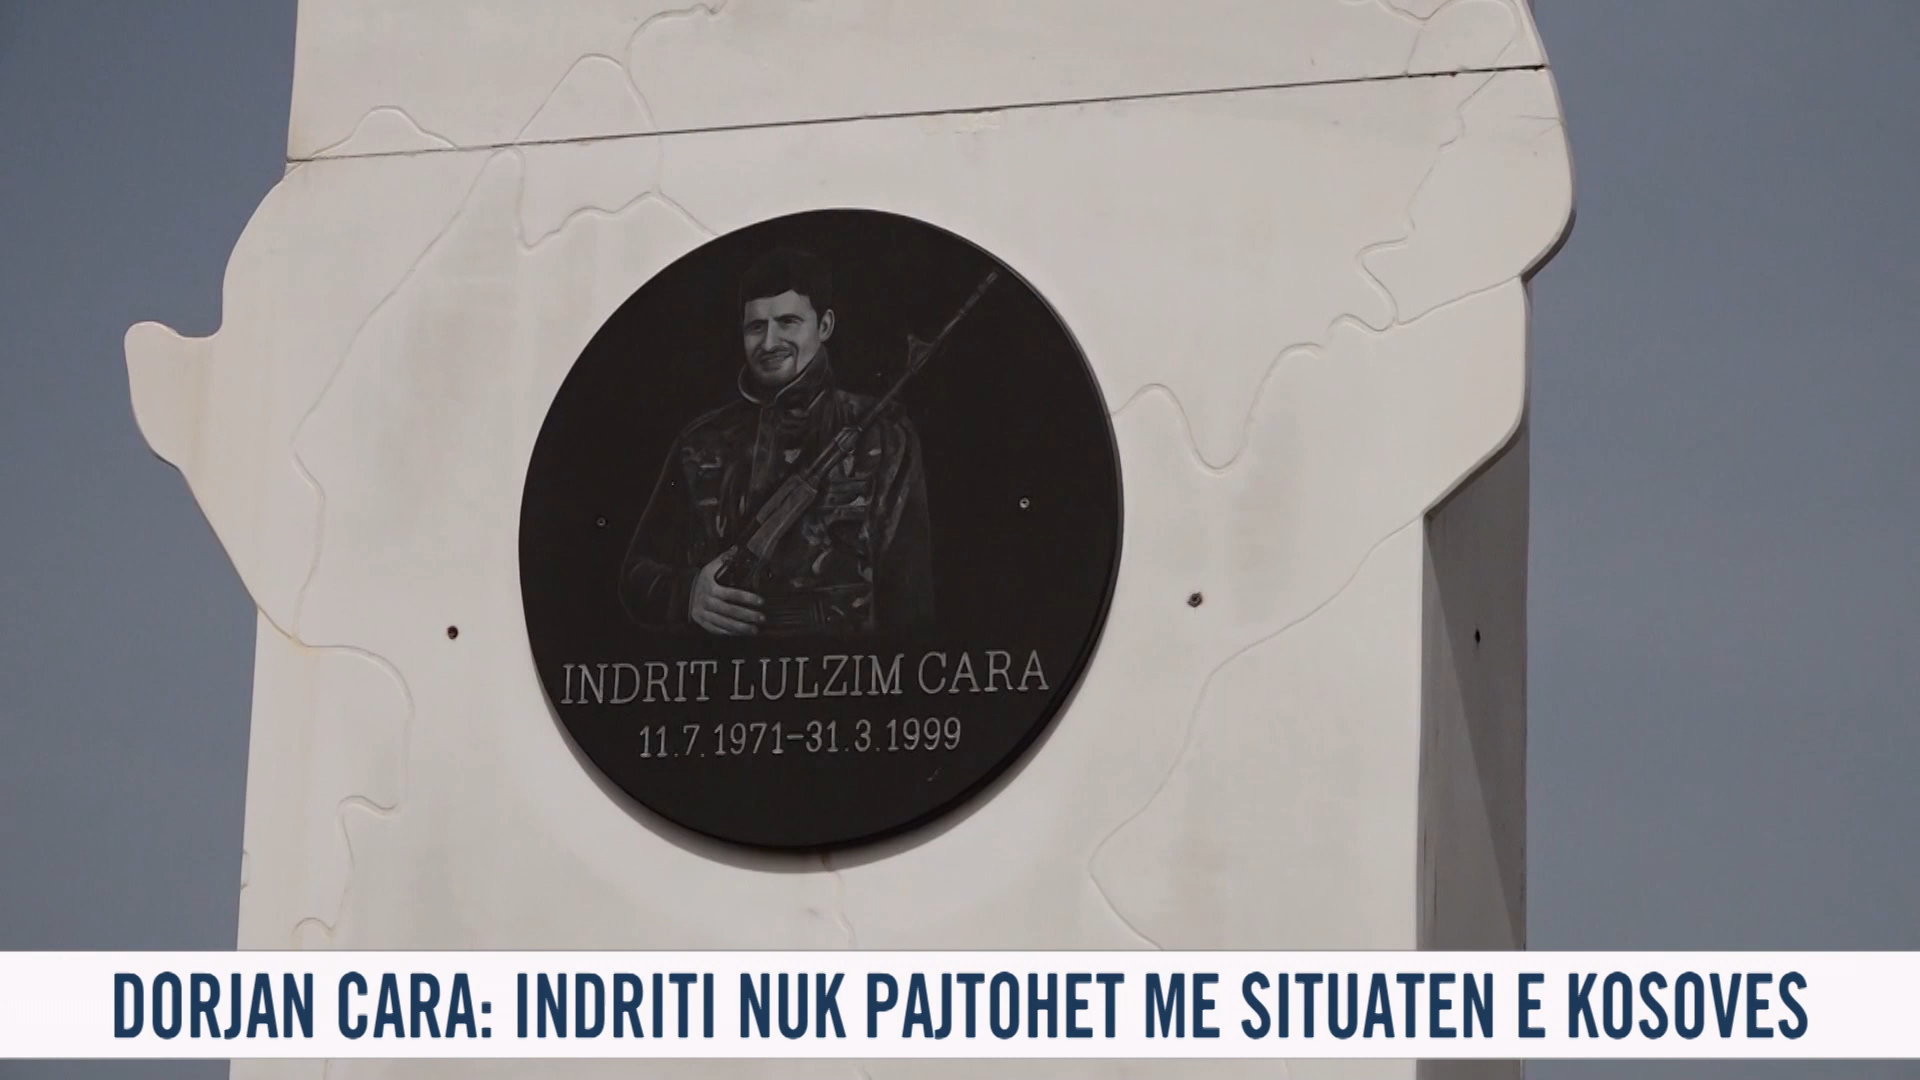 INDRIT LULZIM CARA
11.7.1971-31.3.1999
DORJAN CARA: INDRITI NUK PAJTOHET ME SITUATEN E KOSOVES